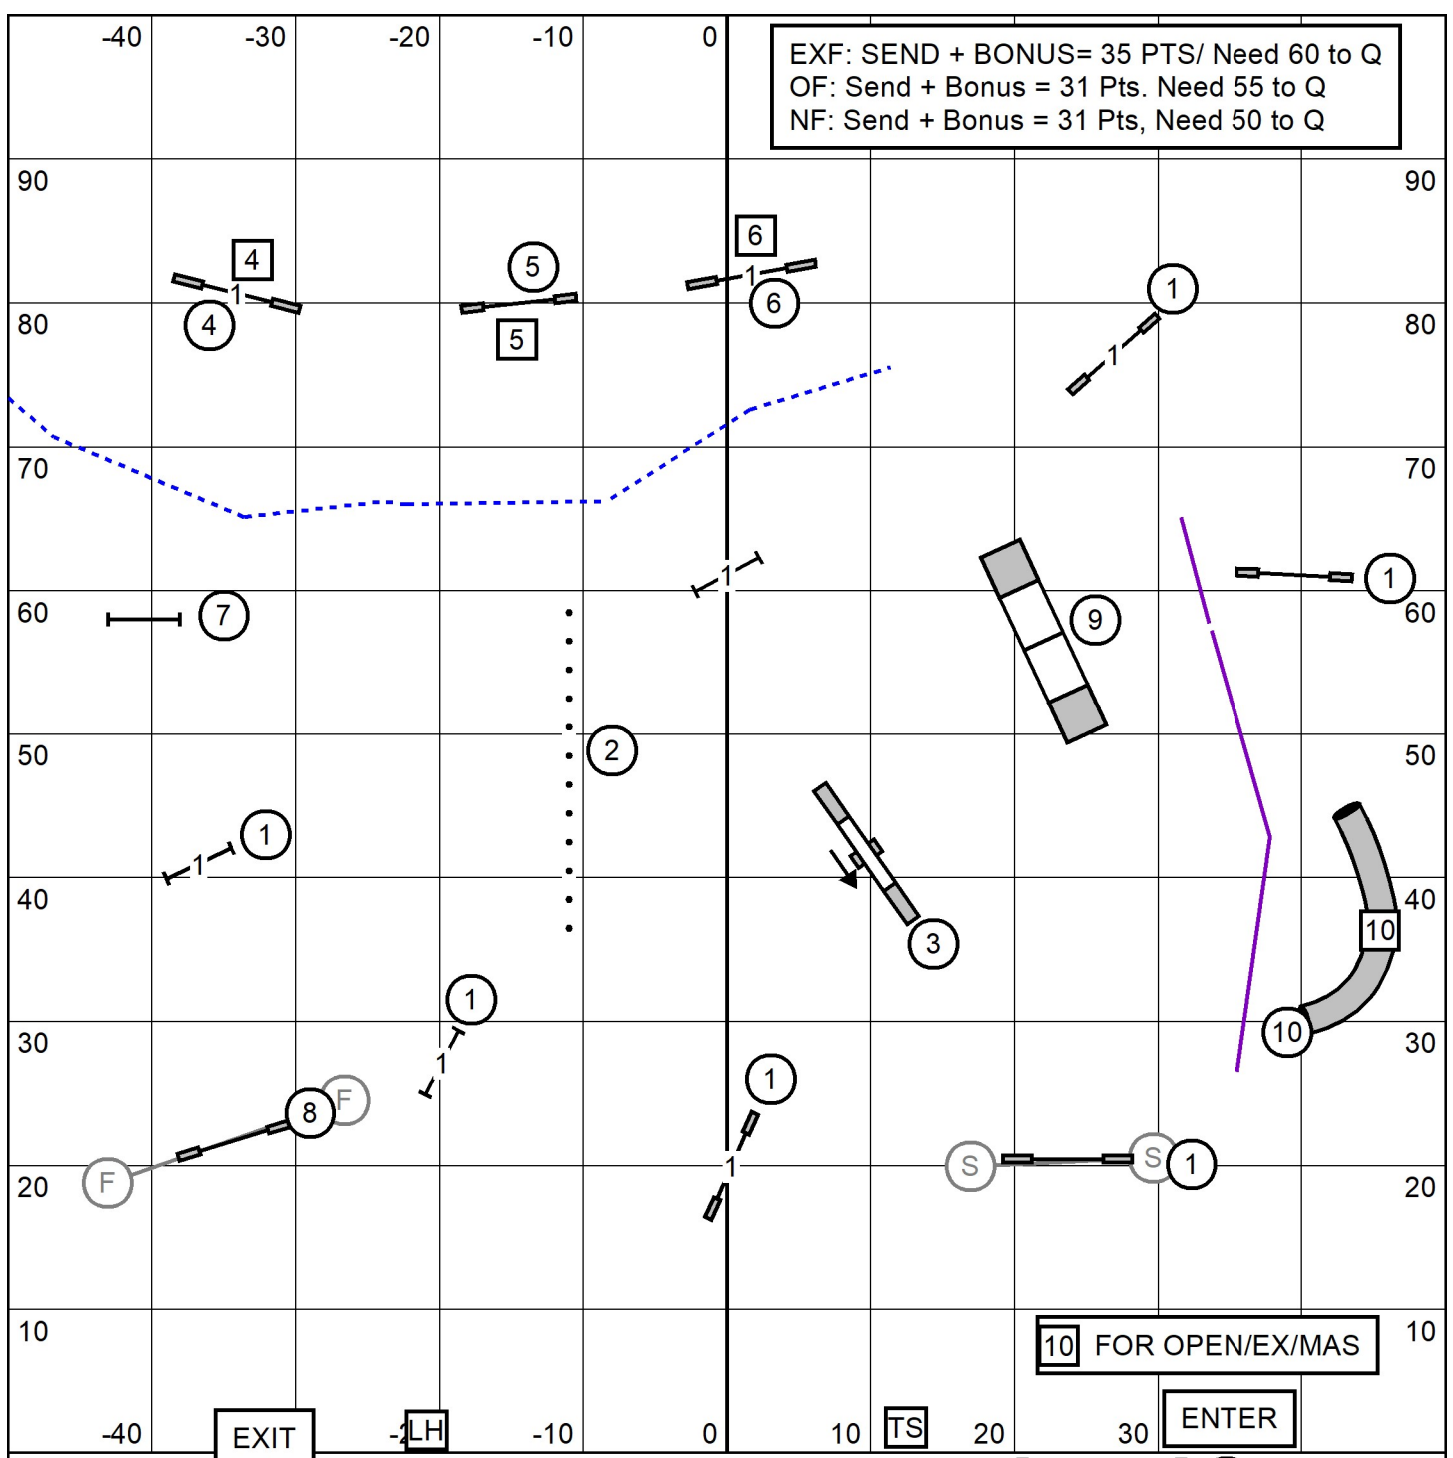 -40 -30 -20 -10 0
EXF: SEND + BONUS= 35 PTS/ Need 60 to Q
OF: Send + Bonus = 31 Pts. Need 55 to Q
NF: Send + Bonus = 31 Pts, Need 50 to Q
90 90
6
4 5
1 1 6 1
80 4 5 80
1
70 70
1 1
60 7 9 60
50 2 50
1
1
40 3 10 40
1
30 10 30
1
1
8 F
F 1 S S 1
20 20
10 10
10 FOR OPEN/EX/MAS
ENTER
-40 EXIT -2 LH -10 0 10 TS 20 30